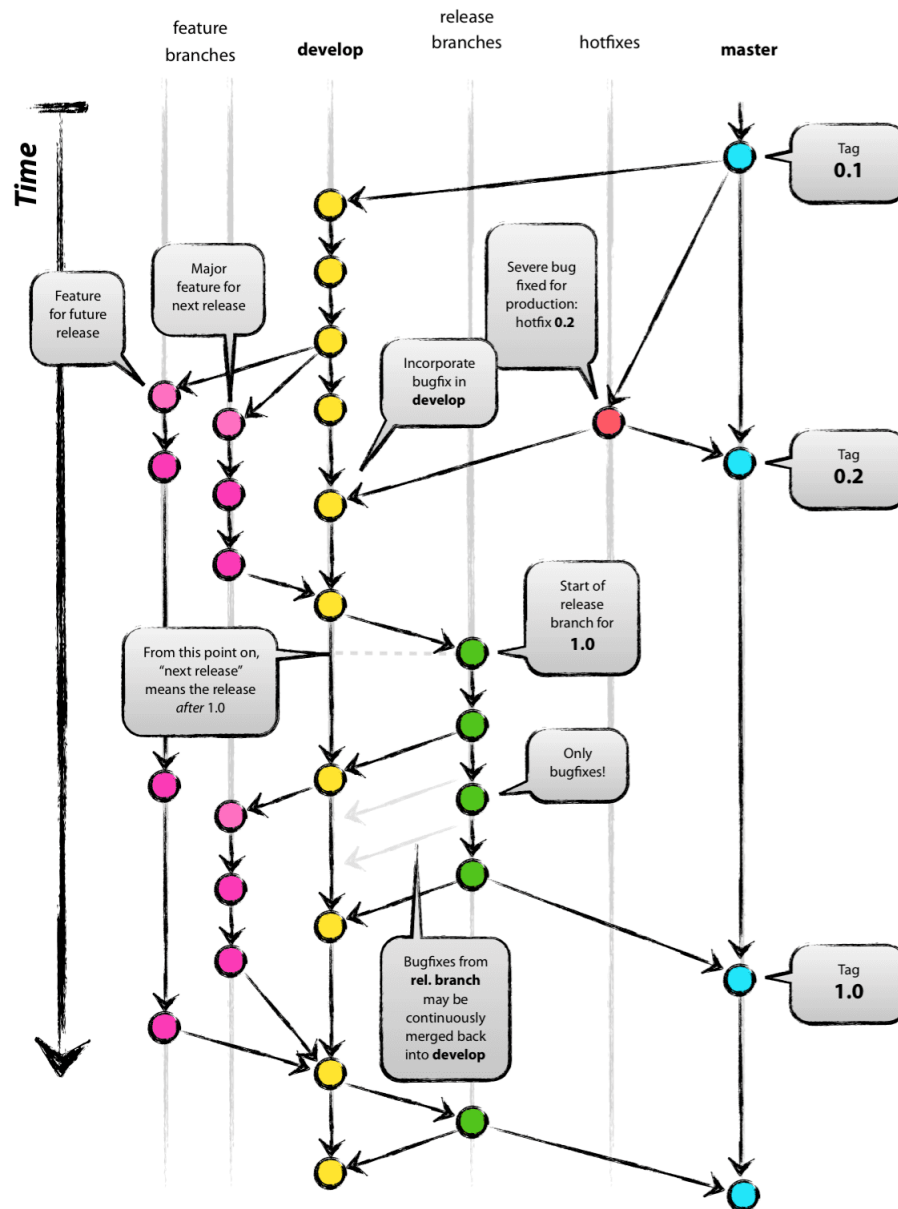 feature
branches
develop
release
branches
hotfixes
master
Time
Tag
0.1
Severe bug
fixed for
production:
hotfix 0.2
Major
feature for
next release
Feature
for future
release
Incorporate
bugfix in
develop
Tag
0.2
Start of
release
branch for
1.0
From this point on,
“next release”
means the release
after 1.0
Only
bugfixes!
Bugfixes from
rel. branch
may be
continuously
merged back
into develop
Tag
1.0